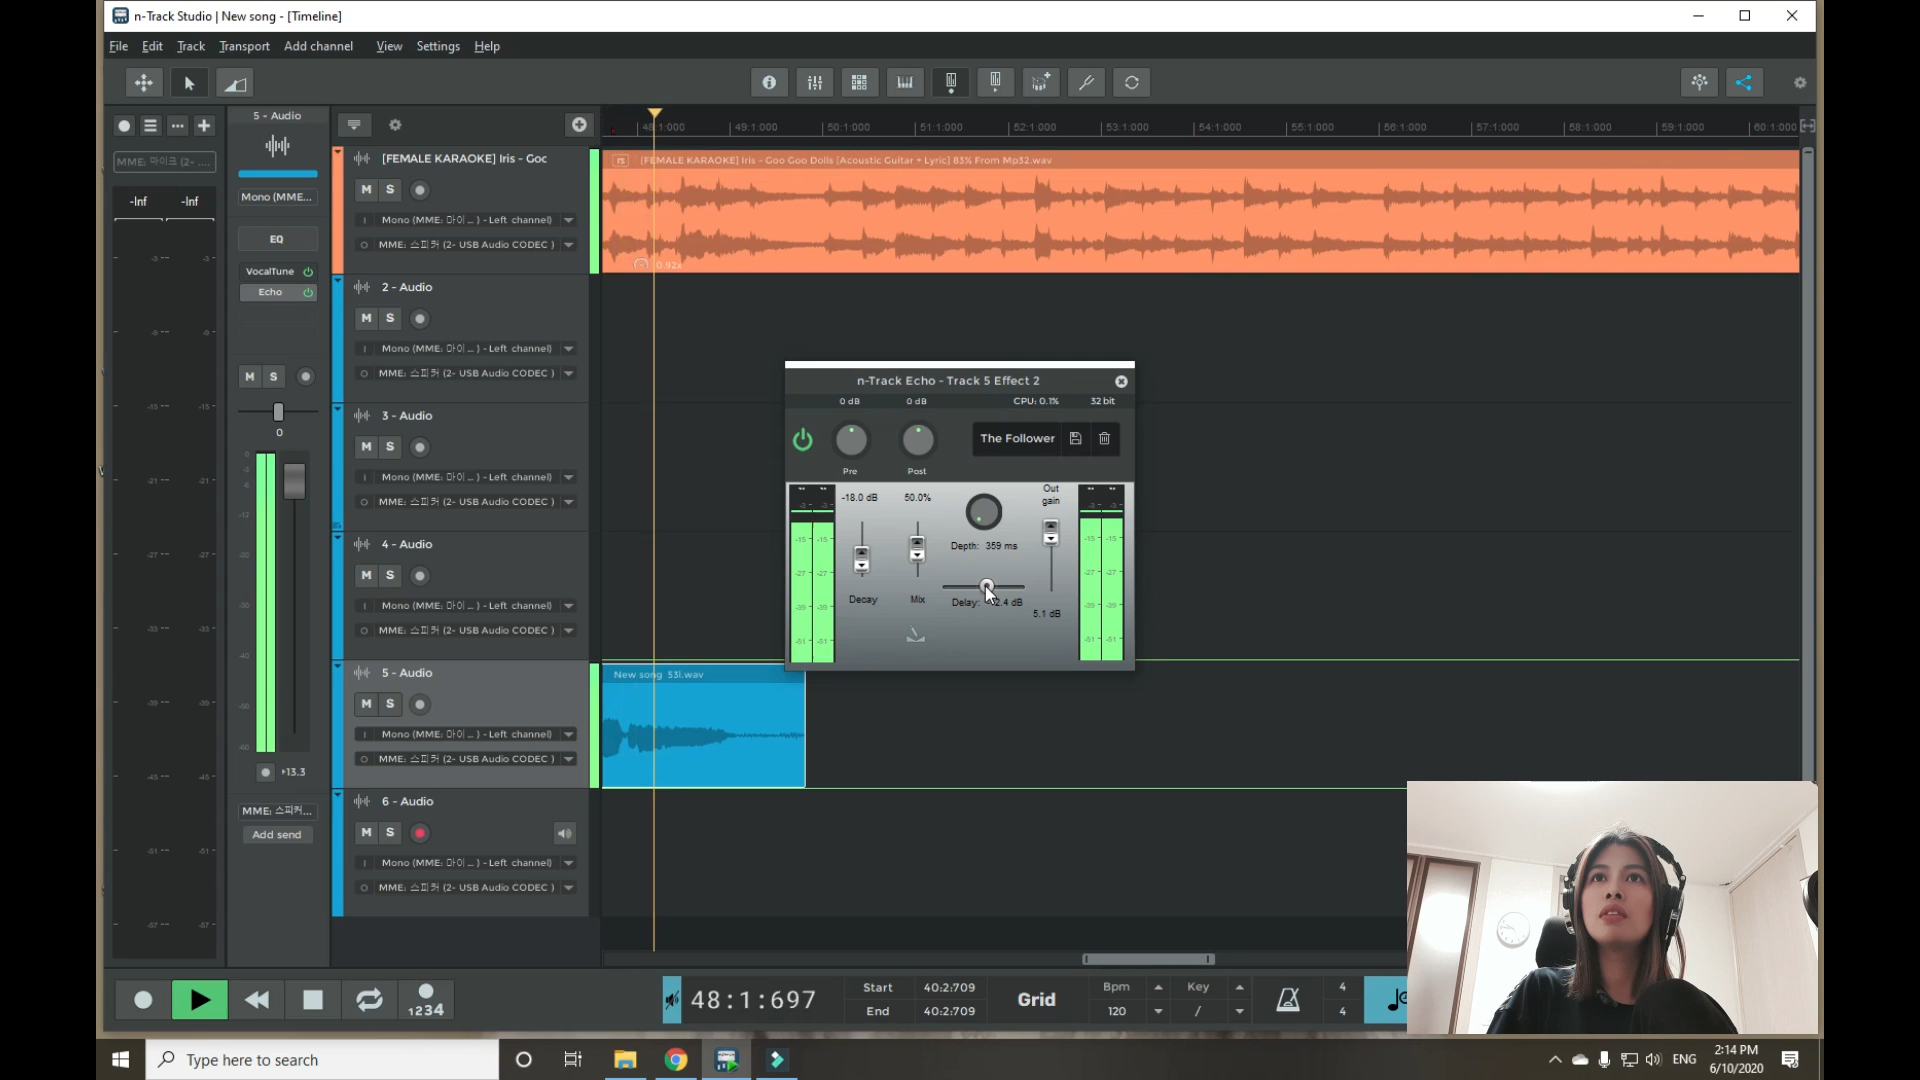 n-Track Studio | New song - [Timeline]
File Edit Track Transport Add channel View Settings Help
5 - Audio
MME: 마이크 (2- ...
-Inf -Inf
Mono (MME...
EQ
VocalTune
Echo
M S
0
13.3
MME: 스피커...
Add send
48:1:000 49:1:000 50:1:000 51:1:000 52:1:000 53:1:000 54:1:000 55:1:000 56:1:000 57:1:000 58:1:000 59:1:000 60:1:000
[FEMALE KARAOKE] Iris - Goc
M S
Mono (MME: 마이 ... ) - Left channel)
MME: 스피커 (2- USB Audio CODEC )
[FEMALE KARAOKE] Iris - Goo Goo Dolls [Acoustic Guitar + Lyric] 83% From Mp32.wav
0.92x
2 - Audio
M S
Mono (MME: 마이 ... ) - Left channel)
MME: 스피커 (2- USB Audio CODEC )
3 - Audio
M S
Mono (MME: 마이 ... ) - Left channel)
MME: 스피커 (2- USB Audio CODEC )
4 - Audio
M S
Mono (MME: 마이 ... ) - Left channel)
MME: 스피커 (2- USB Audio CODEC )
5 - Audio
M S
Mono (MME: 마이 ... ) - Left channel)
MME: 스피커 (2- USB Audio CODEC )
New song 53l.wav
6 - Audio
M S
Mono (MME: 마이 ... ) - Left channel)
MME: 스피커 (2- USB Audio CODEC )
n-Track Echo - Track 5 Effect 2
0 dB 0 dB CPU: 0.1% 32 bit
The Follower
Pre Post
-18.0 dB 50.0% Out gain
Depth: 359 ms
Decay Mix Delay: 2.4 dB
5.1 dB
1234
48:1:697
Start 40:2:709
End 40:2:709
Grid
Bpm 120
Key /
4
4
Type here to search
ENG
2:14 PM
6/10/2020